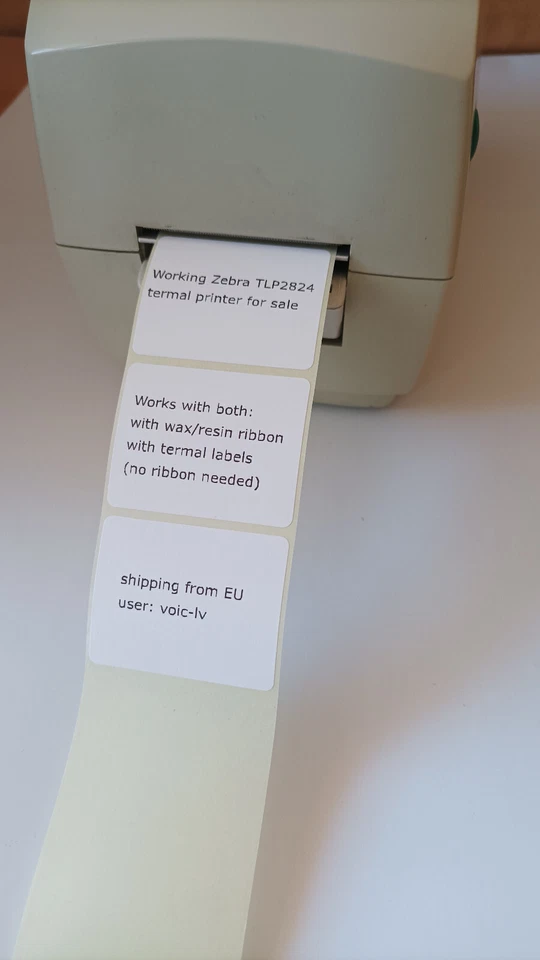 Working Zebra TLP2824
termal printer for sale
Works with both:
with wax/resin ribbon
with termal labels
(no ribbon needed)
shipping from EU
user: voic-lv